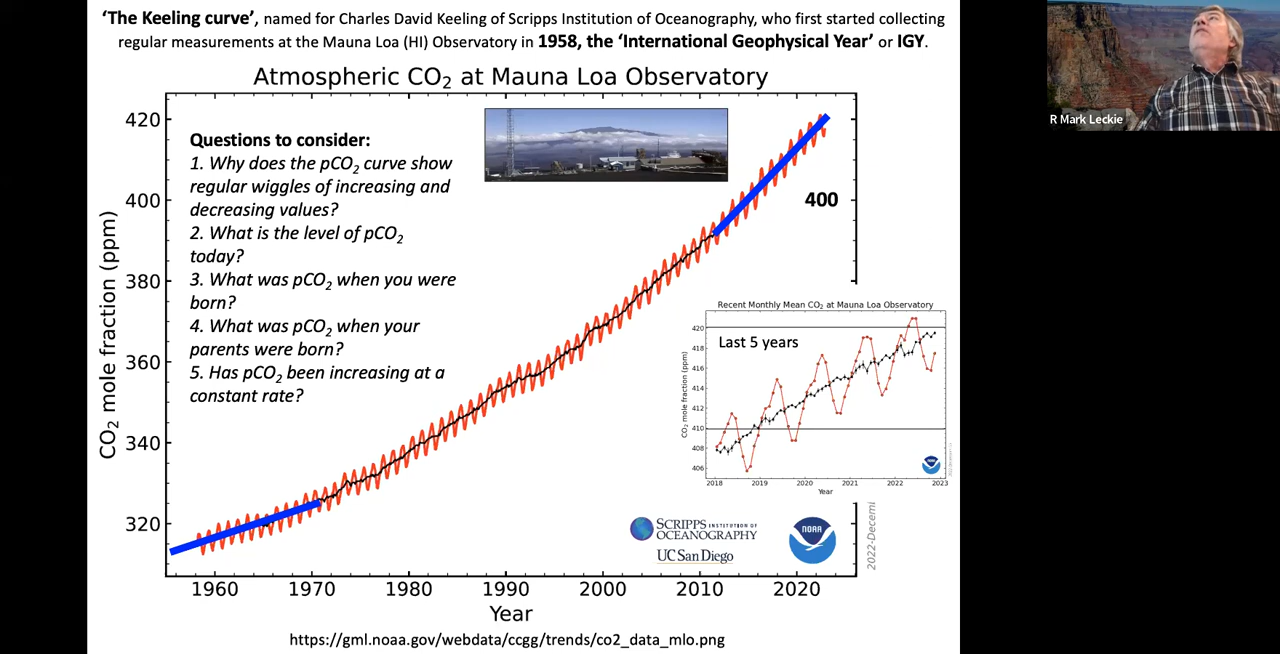 ‘The Keeling curve’, named for Charles David Keeling of Scripps Institution of Oceanography, who first started collecting
regular measurements at the Mauna Loa (HI) Observatory in 1958, the ‘International Geophysical Year’ or IGY.
R Mark Leckie
Atmospheric CO₂ at Mauna Loa Observatory
CO₂ mole fraction (ppm)
420
400
380
360
340
320
Questions to consider:
1. Why does the pCO₂ curve show
regular wiggles of increasing and
decreasing values?
2. What is the level of pCO₂
today?
3. What was pCO₂ when you were
born?
4. What was pCO₂ when your
parents were born?
5. Has pCO₂ been increasing at a
constant rate?
400
Recent Monthly Mean CO₂ at Mauna Loa Observatory
Last 5 years
CO₂ mole fraction (ppm)
420
418
416
414
412
410
408
406
2018 2019 2020 2021 2022 2023
Year
SCRIPPS INSTITUTION OF
OCEANOGRAPHY
UC San Diego
NOAA
2022-Decem
1960 1970 1980 1990 2000 2010 2020
Year
https://gml.noaa.gov/webdata/ccgg/trends/co2_data_mlo.png